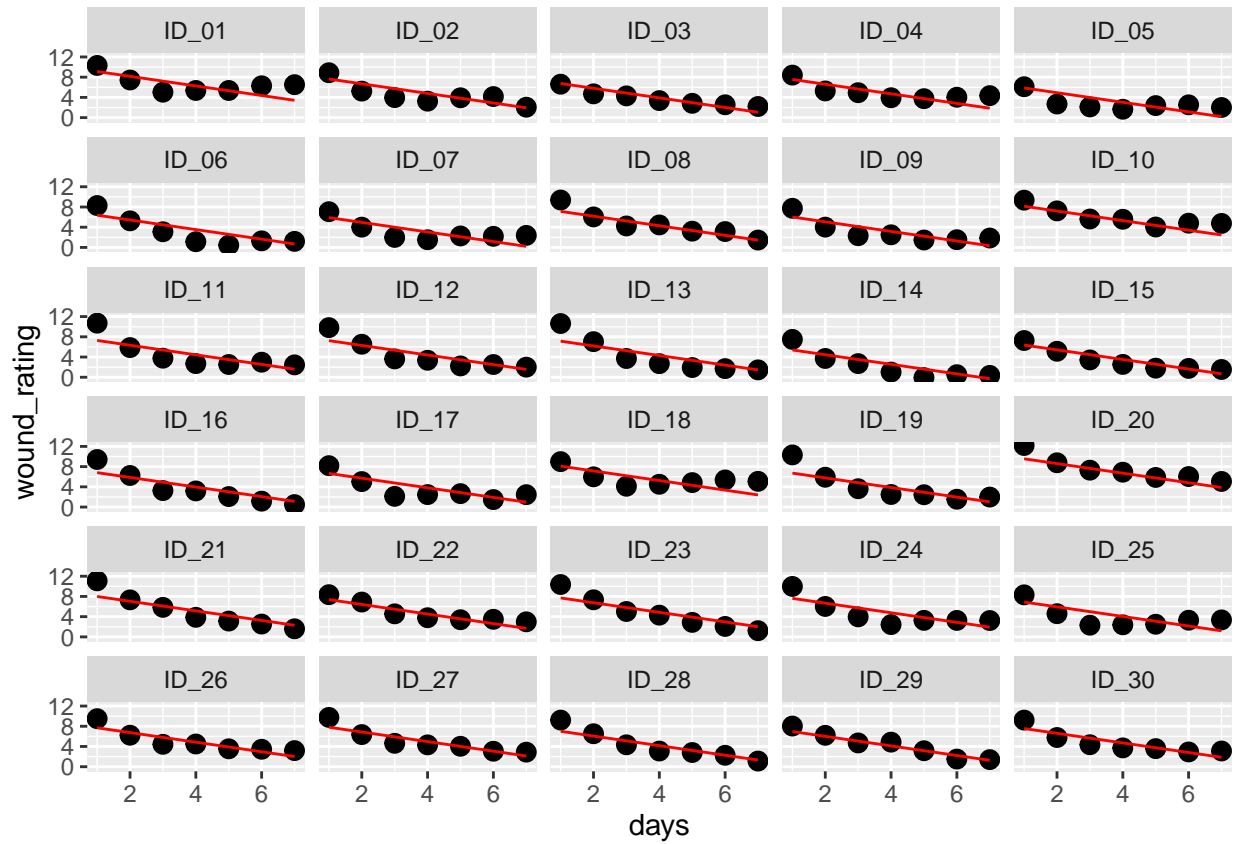 ID_01 ID_02 ID_03 ID_04 ID_05
12
8
4
0
ID_06 ID_07 ID_08 ID_09 ID_10
12
8
4
0
ID_11 ID_12 ID_13 ID_14 ID_15
12
8
4
0
wound_rating
ID_16 ID_17 ID_18 ID_19 ID_20
12
8
4
0
ID_21 ID_22 ID_23 ID_24 ID_25
12
8
4
0
ID_26 ID_27 ID_28 ID_29 ID_30
12
8
4
0
2 4 6 2 4 6 2 4 6 2 4 6 2 4 6
days